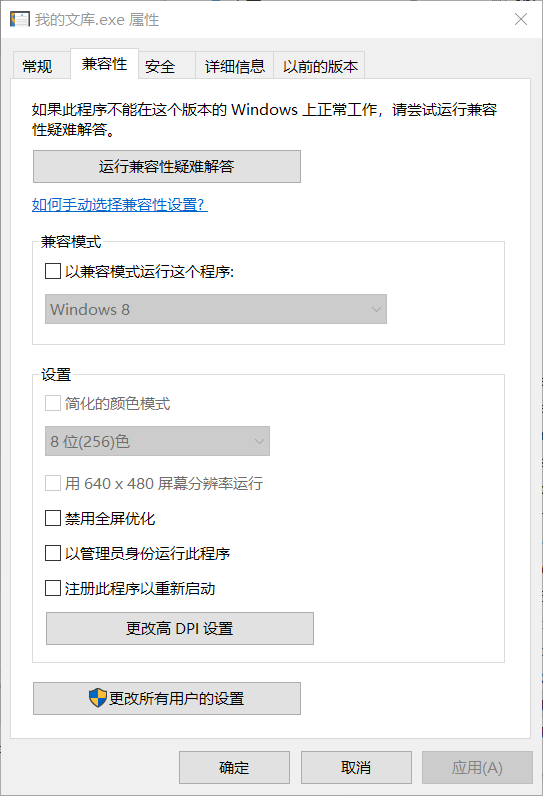 我的文库.exe 属性
常规 兼容性 安全 详细信息 以前的版本
如果此程序不能在这个版本的 Windows 上正常工作，请尝试运行兼容
性疑难解答。
运行兼容性疑难解答
如何手动选择兼容性设置?
兼容模式
以兼容模式运行这个程序:
Windows 8
设置
简化的颜色模式
8 位(256)色
用 640 x 480 屏幕分辨率运行
禁用全屏优化
以管理员身份运行此程序
注册此程序以重新启动
更改高 DPI 设置
更改所有用户的设置
确定 取消 应用(A)